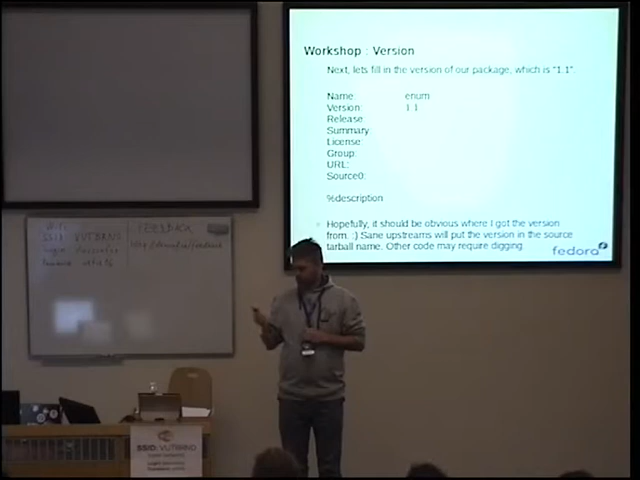 Workshop : Version
Next, lets fill in the version of our package, which is "1.1".
Name: enum
Version: 1.1
Release:
Summary:
License:
Group:
URL:
Source0:
%description
Hopefully, it should be obvious where I got the version
from. :) Sane upstreams will put the version in the source
tarball name. Other code may require digging.
fedora
WiFi
SSID VUTBRNO
FEEDBACK
SSID: VUTBRNO